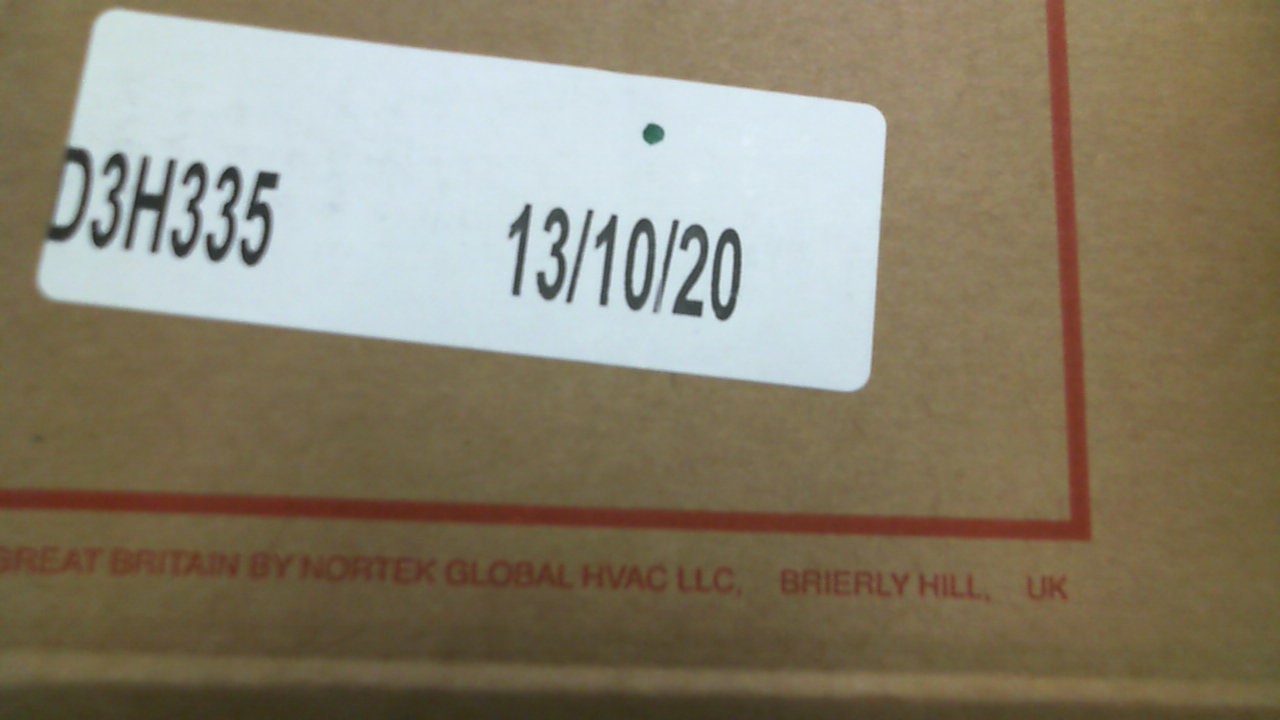 D3H335 13/10/20
GREAT BRITAIN BY NORTEK GLOBAL HVAC LLC, BRIERLY HILL, UK